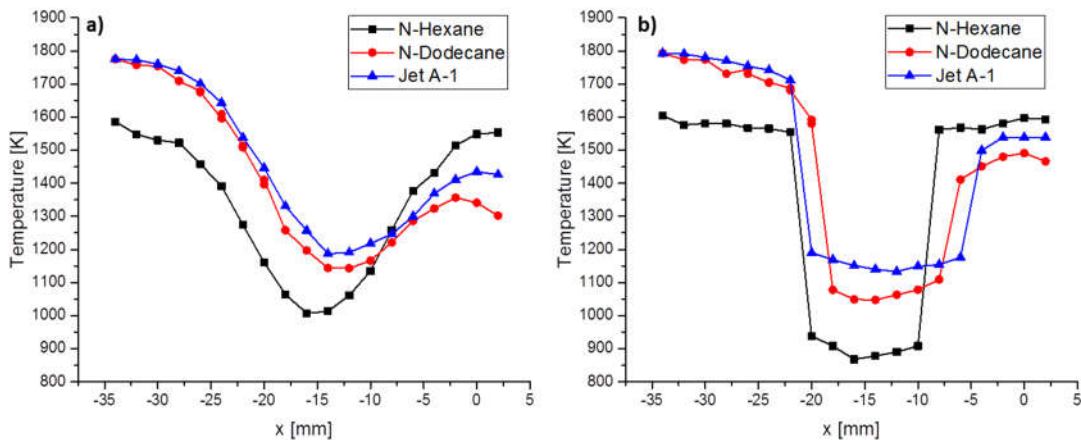 a)
N-Hexane
N-Dodecane
Jet A-1
Temperature [K]
1900
1800
1700
1600
1500
1400
1300
1200
1100
1000
900
800
-35 -30 -25 -20 -15 -10 -5 0 5
x [mm]
b)
N-Hexane
N-Dodecane
Jet A-1
Temperature [K]
1900
1800
1700
1600
1500
1400
1300
1200
1100
1000
900
800
-35 -30 -25 -20 -15 -10 -5 0 5
x [mm]